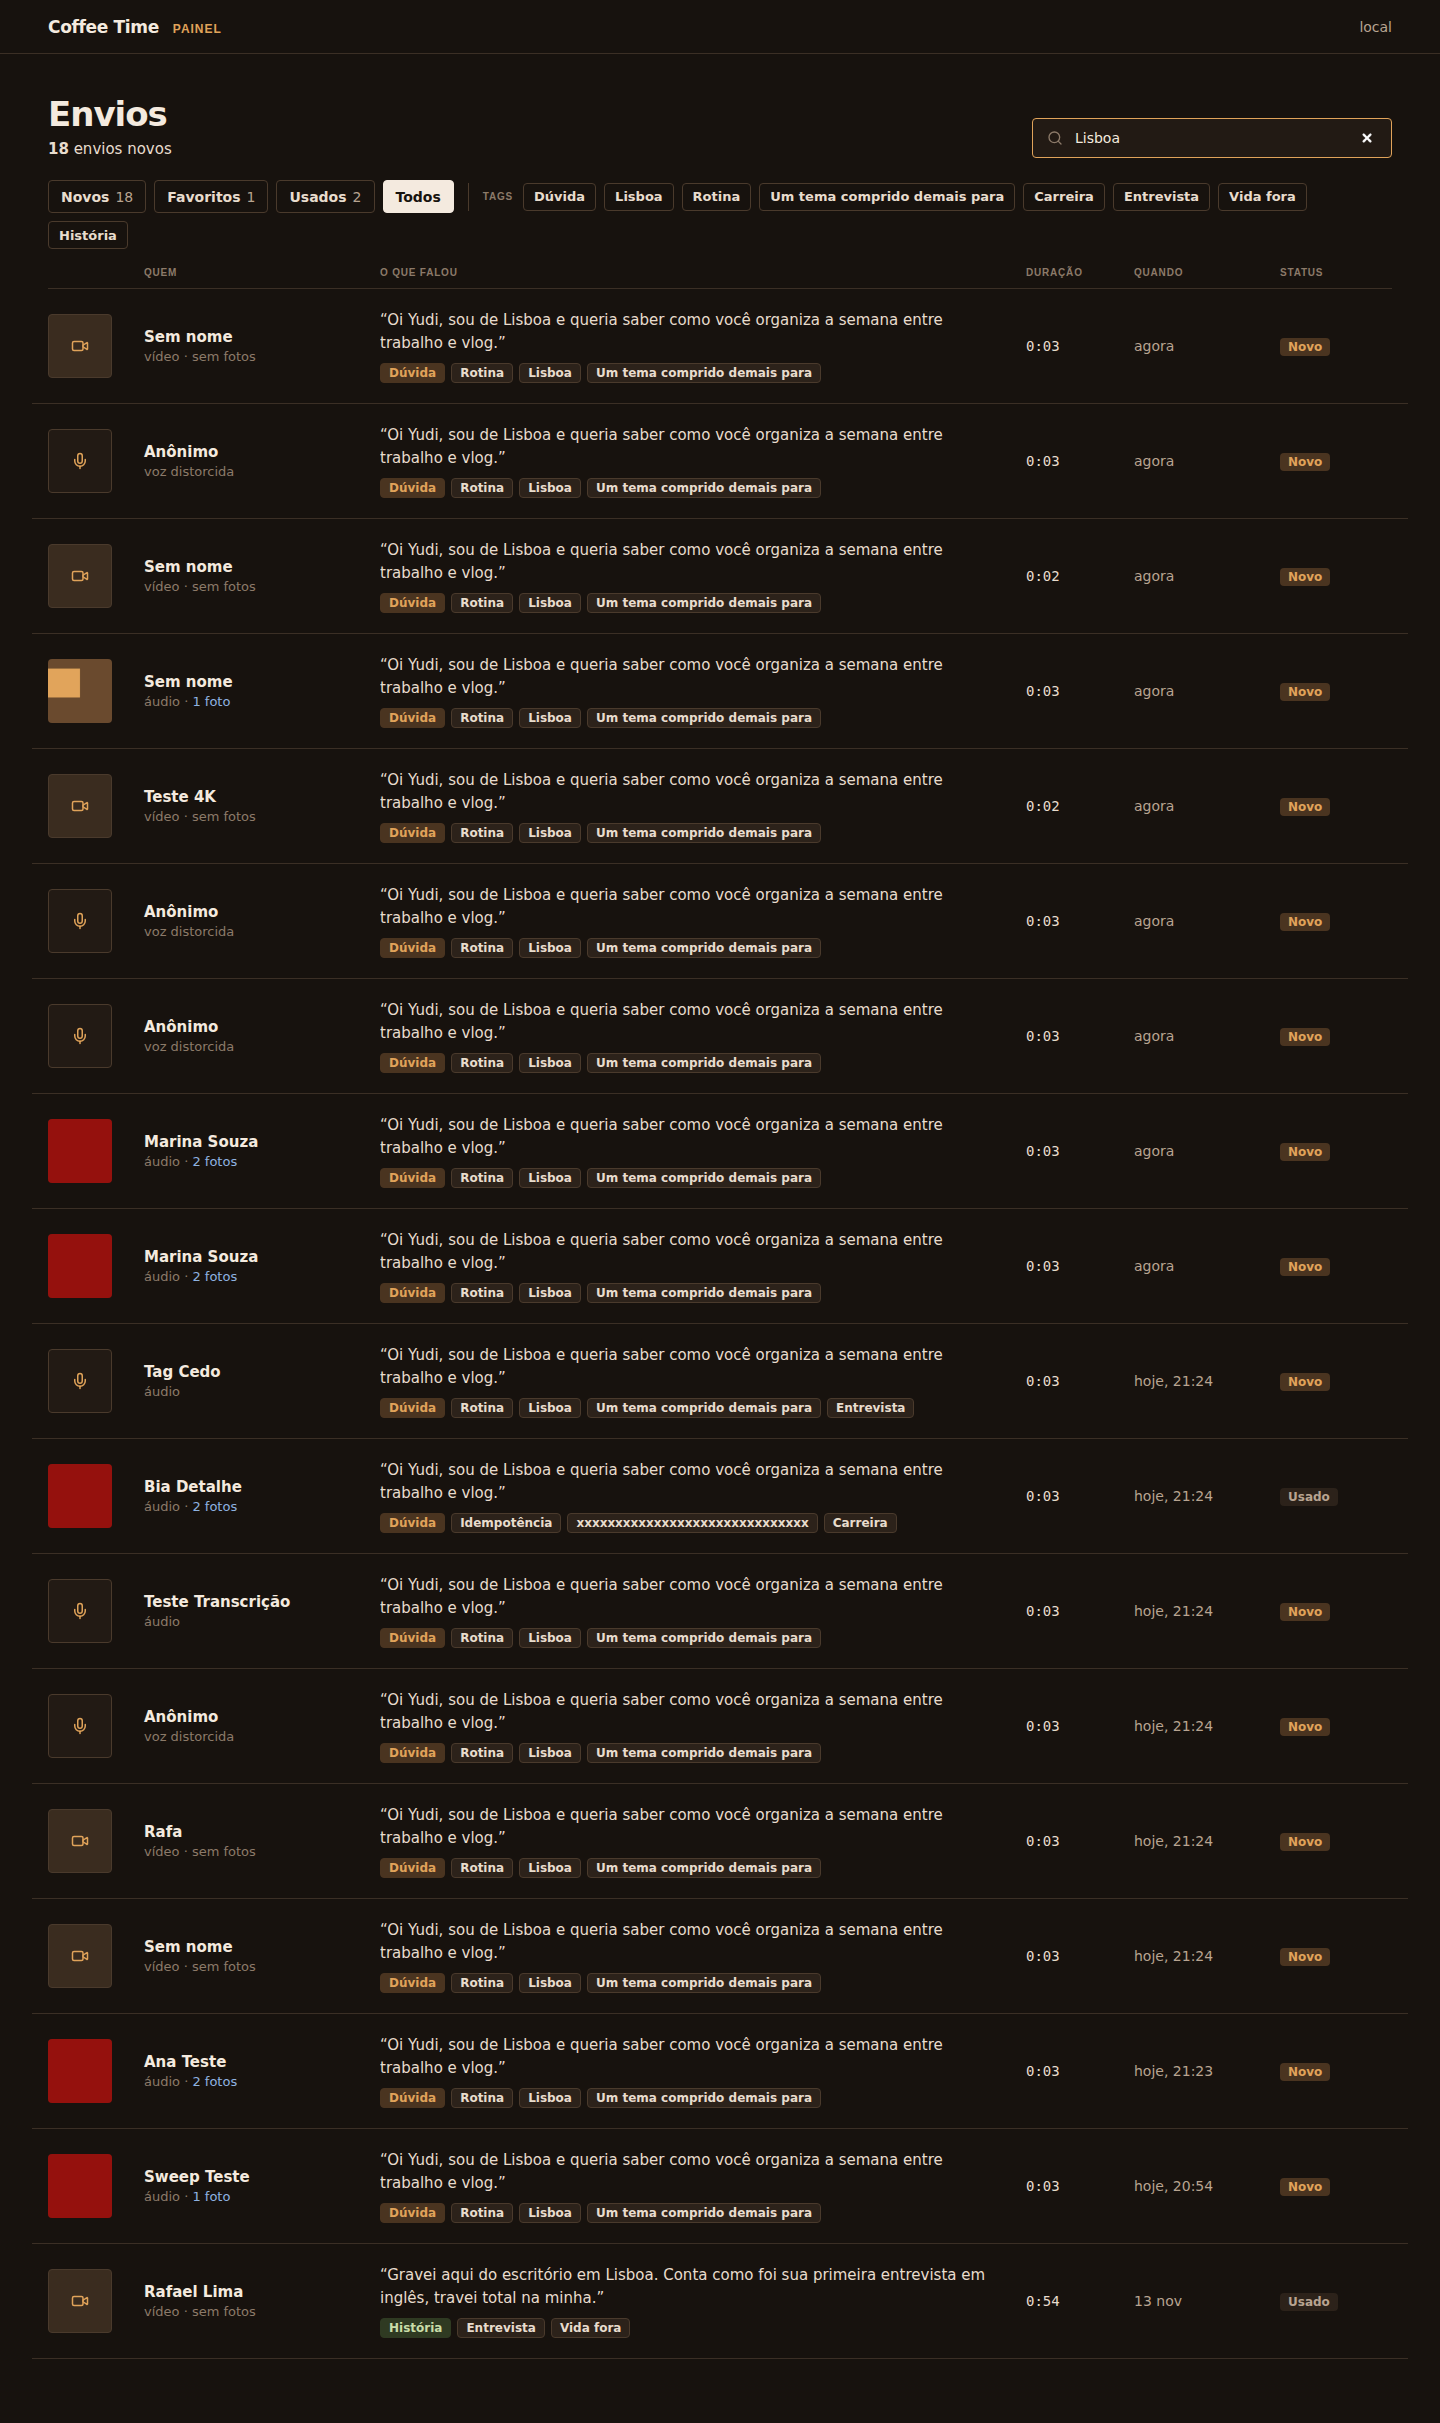 Coffee Time PAINEL
local
Envios
18 envios novos
Lisboa
Novos 18 Favoritos 1 Usados 2 Todos TAGS Dúvida Lisboa Rotina Um tema comprido demais para Carreira Entrevista Vida fora
História
QUEM O QUE FALOU DURAÇÃO QUANDO STATUS
“Oi Yudi, sou de Lisboa e queria saber como você organiza a semana entre
Sem nome
trabalho e vlog.”
vídeo · sem fotos
0:03 agora Novo
Dúvida Rotina Lisboa Um tema comprido demais para
“Oi Yudi, sou de Lisboa e queria saber como você organiza a semana entre
Anônimo
trabalho e vlog.”
voz distorcida
0:03 agora Novo
Dúvida Rotina Lisboa Um tema comprido demais para
“Oi Yudi, sou de Lisboa e queria saber como você organiza a semana entre
Sem nome
trabalho e vlog.”
vídeo · sem fotos
0:02 agora Novo
Dúvida Rotina Lisboa Um tema comprido demais para
“Oi Yudi, sou de Lisboa e queria saber como você organiza a semana entre
Sem nome
trabalho e vlog.”
áudio · 1 foto
0:03 agora Novo
Dúvida Rotina Lisboa Um tema comprido demais para
“Oi Yudi, sou de Lisboa e queria saber como você organiza a semana entre
Teste 4K
trabalho e vlog.”
vídeo · sem fotos
0:02 agora Novo
Dúvida Rotina Lisboa Um tema comprido demais para
“Oi Yudi, sou de Lisboa e queria saber como você organiza a semana entre
Anônimo
trabalho e vlog.”
voz distorcida
0:03 agora Novo
Dúvida Rotina Lisboa Um tema comprido demais para
“Oi Yudi, sou de Lisboa e queria saber como você organiza a semana entre
Anônimo
trabalho e vlog.”
voz distorcida
0:03 agora Novo
Dúvida Rotina Lisboa Um tema comprido demais para
“Oi Yudi, sou de Lisboa e queria saber como você organiza a semana entre
Marina Souza
trabalho e vlog.”
áudio · 2 fotos
0:03 agora Novo
Dúvida Rotina Lisboa Um tema comprido demais para
“Oi Yudi, sou de Lisboa e queria saber como você organiza a semana entre
Marina Souza
trabalho e vlog.”
áudio · 2 fotos
0:03 agora Novo
Dúvida Rotina Lisboa Um tema comprido demais para
“Oi Yudi, sou de Lisboa e queria saber como você organiza a semana entre
Tag Cedo
trabalho e vlog.”
áudio
0:03 hoje, 21:24 Novo
Dúvida Rotina Lisboa Um tema comprido demais para Entrevista
“Oi Yudi, sou de Lisboa e queria saber como você organiza a semana entre
Bia Detalhe
trabalho e vlog.”
áudio · 2 fotos
0:03 hoje, 21:24 Usado
Dúvida Idempotência xxxxxxxxxxxxxxxxxxxxxxxxxxxxxx Carreira
“Oi Yudi, sou de Lisboa e queria saber como você organiza a semana entre
Teste Transcrição
trabalho e vlog.”
áudio
0:03 hoje, 21:24 Novo
Dúvida Rotina Lisboa Um tema comprido demais para
“Oi Yudi, sou de Lisboa e queria saber como você organiza a semana entre
Anônimo
trabalho e vlog.”
voz distorcida
0:03 hoje, 21:24 Novo
Dúvida Rotina Lisboa Um tema comprido demais para
“Oi Yudi, sou de Lisboa e queria saber como você organiza a semana entre
Rafa
trabalho e vlog.”
vídeo · sem fotos
0:03 hoje, 21:24 Novo
Dúvida Rotina Lisboa Um tema comprido demais para
“Oi Yudi, sou de Lisboa e queria saber como você organiza a semana entre
Sem nome
trabalho e vlog.”
vídeo · sem fotos
0:03 hoje, 21:24 Novo
Dúvida Rotina Lisboa Um tema comprido demais para
“Oi Yudi, sou de Lisboa e queria saber como você organiza a semana entre
Ana Teste
trabalho e vlog.”
áudio · 2 fotos
0:03 hoje, 21:23 Novo
Dúvida Rotina Lisboa Um tema comprido demais para
“Oi Yudi, sou de Lisboa e queria saber como você organiza a semana entre
Sweep Teste
trabalho e vlog.”
áudio · 1 foto
0:03 hoje, 20:54 Novo
Dúvida Rotina Lisboa Um tema comprido demais para
“Gravei aqui do escritório em Lisboa. Conta como foi sua primeira entrevista em
Rafael Lima
inglês, travei total na minha.”
vídeo · sem fotos
0:54 13 nov Usado
História Entrevista Vida fora